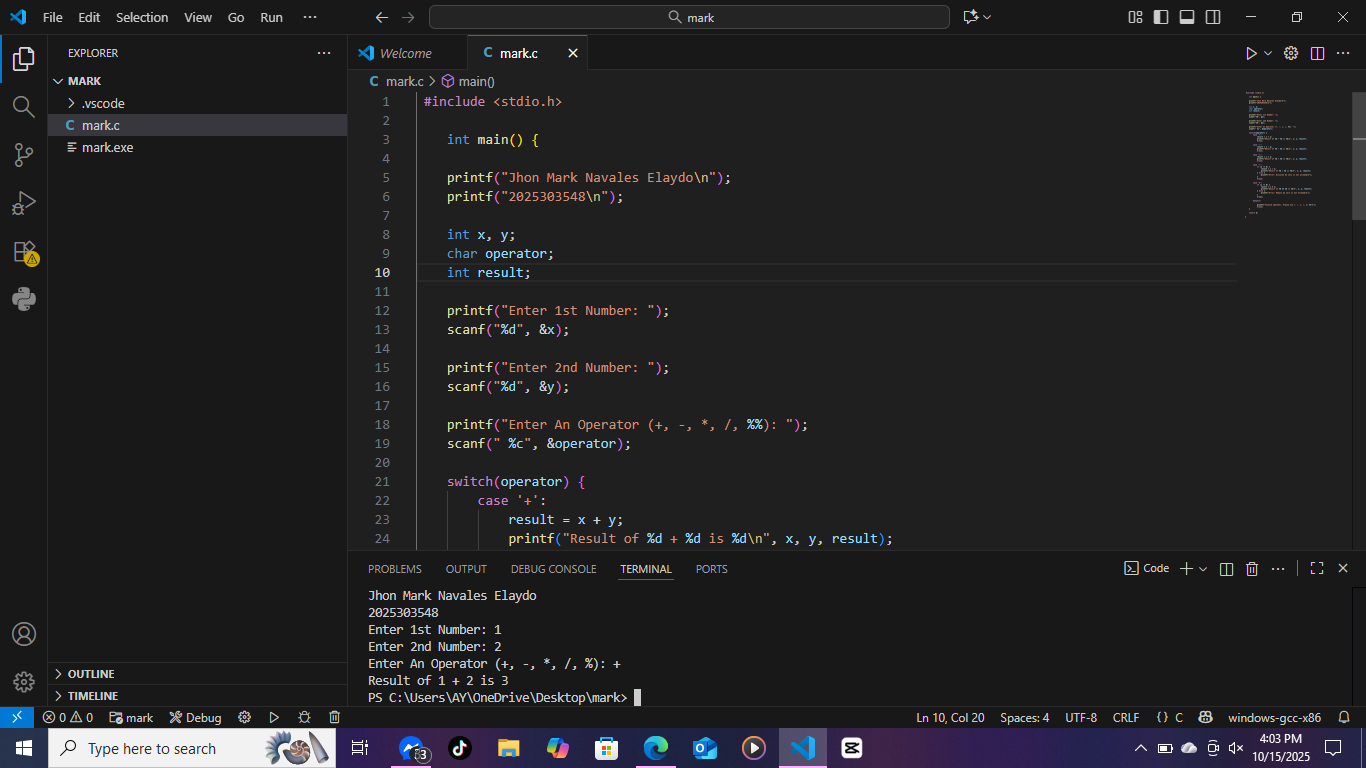 File Edit Selection View Go Run ···
mark
EXPLORER ···
MARK
.vscode
C mark.c
mark.exe
OUTLINE
TIMELINE
Welcome
C mark.c
C mark.c > main()
1 #include <stdio.h>
2
3 int main() {
4
5 printf("Jhon Mark Navales Elaydo\n");
6 printf("2025303548\n");
7
8 int x, y;
9 char operator;
10 int result;
11
12 printf("Enter 1st Number: ");
13 scanf("%d", &x);
14
15 printf("Enter 2nd Number: ");
16 scanf("%d", &y);
17
18 printf("Enter An Operator (+, -, *, /, %%): ");
19 scanf(" %c", &operator);
20
21 switch(operator) {
22 case '+':
23 result = x + y;
24 printf("Result of %d + %d is %d\n", x, y, result);
PROBLEMS OUTPUT DEBUG CONSOLE TERMINAL PORTS
Code
Jhon Mark Navales Elaydo
2025303548
Enter 1st Number: 1
Enter 2nd Number: 2
Enter An Operator (+, -, *, /, %): +
Result of 1 + 2 is 3
PS C:\Users\AY\OneDrive\Desktop\mark>
0 0 mark Debug
Ln 10, Col 20 Spaces: 4 UTF-8 CRLF {} C windows-gcc-x86
Type here to search
3
4:03 PM
10/15/2025